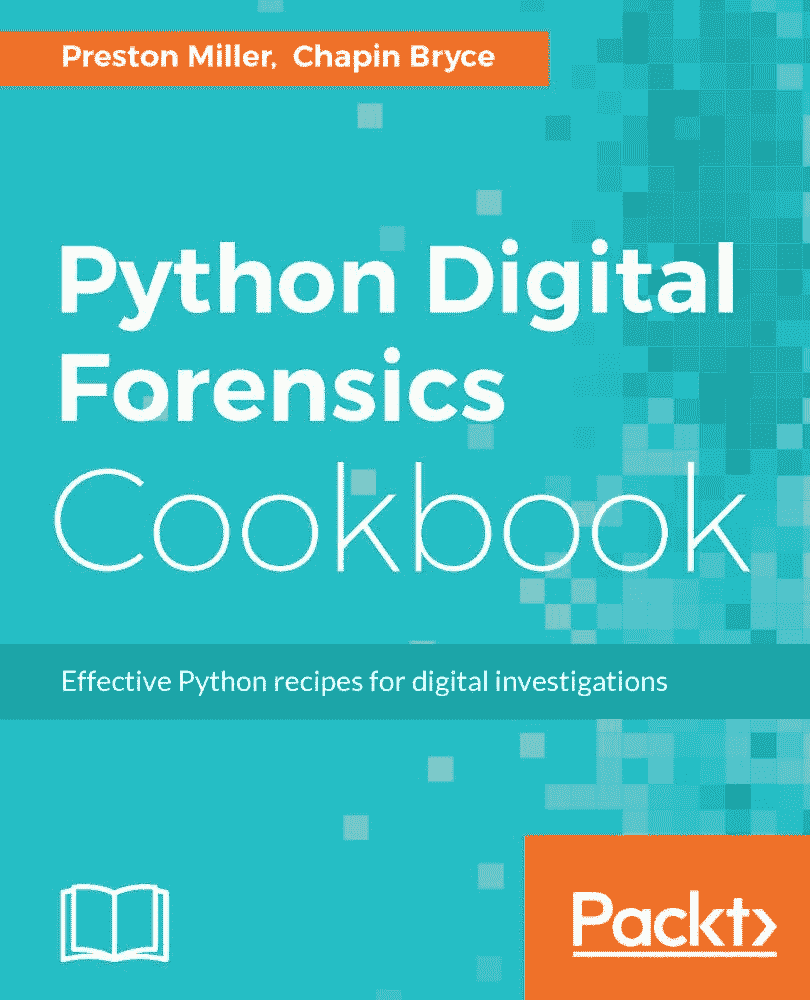 Preston Miller, Chapin Bryce
Python Digital
Forensics
Cookbook
Effective Python recipes for digital investigations
Packt>